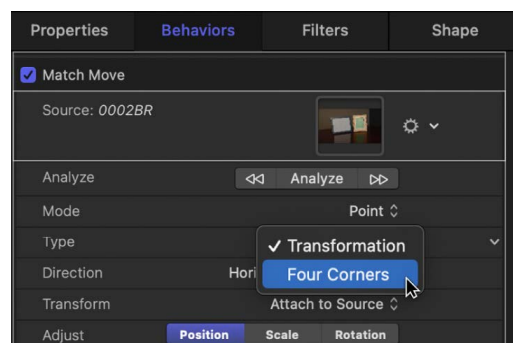 Properties Behaviors Filters Shape
Match Move
Source: 0002BR
Analyze Analyze
Mode Point
Type ✓ Transformation
Four Corners
Direction Hori
Transform Attach to Source
Adjust Position Scale Rotation